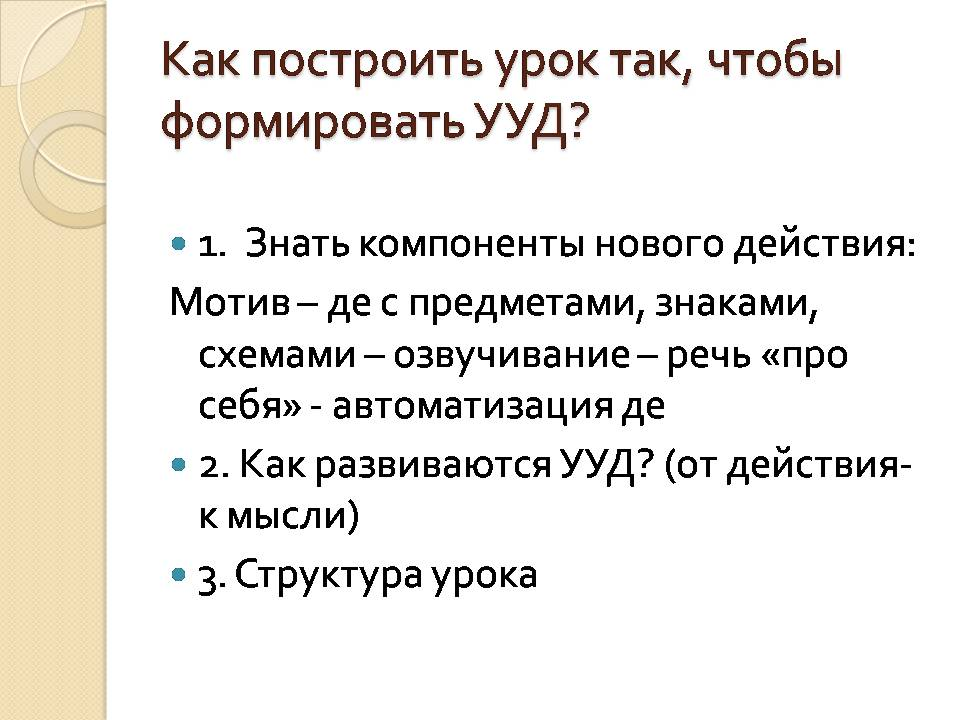 Как построить урок так, чтобы
формировать УУД?
• 1. Знать компоненты нового действия:
Мотив – де с предметами, знаками,
схемами – озвучивание – речь «про
себя» - автоматизация де
• 2. Как развиваются УУД? (от действия-
к мысли)
• 3. Структура урока